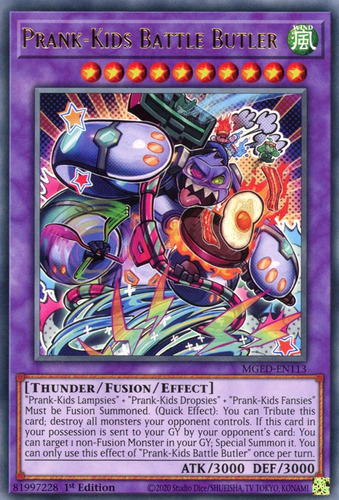 PRANK-KIDS BATTLE BUTLER
WIND
風
MGED-EN113
[THUNDER/FUSION/EFFECT]
"Prank-Kids Lampsies" + "Prank-Kids Dropsies" + "Prank-Kids Fansies"
Must be Fusion Summoned. (Quick Effect): You can Tribute this
card; destroy all monsters your opponent controls. If this card in
your possession is sent to your GY by your opponent's card: You
can target 1 non-Fusion Monster in your GY; Special Summon it. You
can only use this effect of "Prank-Kids Battle Butler" once per turn.
ATK/3000 DEF/3000
81997228 1st Edition ©2020 Studio Dice/SHUEISHA, TV TOKYO, KONAMI